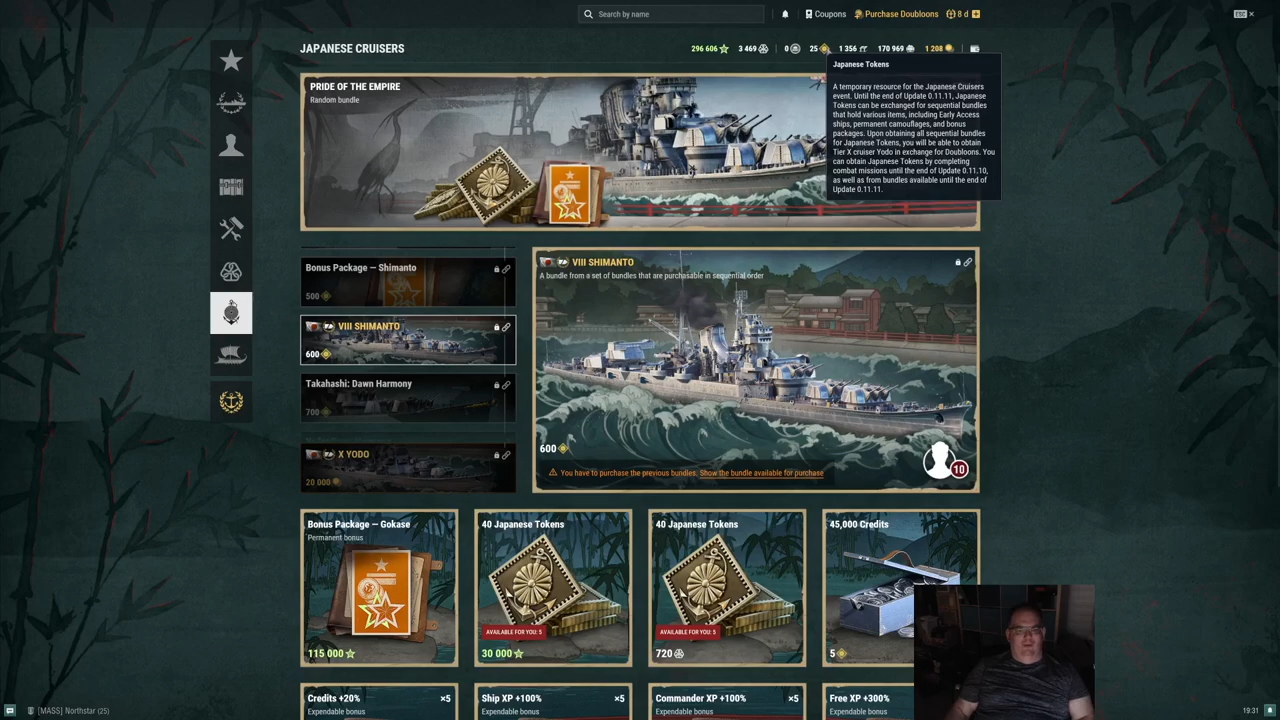 Search by name
Coupons
Purchase Doubloons
8 d
ESC
JAPANESE CRUISERS
296 606
3 469
0
25
1 356
170 969
1 208
Japanese Tokens
A temporary resource for the Japanese Cruisers
event. Until the end of Update 0.11.11, Japanese
Tokens can be exchanged for sequential bundles
that hold various items, including Early Access
ships, permanent camouflages, and bonus
packages. Upon obtaining all sequential bundles
for Japanese Tokens, you will be able to obtain
Tier X cruiser Yodo in exchange for Doubloons. You
can obtain Japanese Tokens by completing
combat missions until the end of Update 0.11.10,
as well as from bundles available until the end of
Update 0.11.11.
PRIDE OF THE EMPIRE
Random bundle
Bonus Package — Shimanto
500
VIII SHIMANTO
600
Takahashi: Dawn Harmony
700
X YODO
20 000
VIII SHIMANTO
A bundle from a set of bundles that are purchasable in sequential order
600
You have to purchase the previous bundles. Show the bundle available for purchase
10
Bonus Package — Gokase
Permanent bonus
115 000
40 Japanese Tokens
AVAILABLE FOR YOU: 5
30 000
40 Japanese Tokens
AVAILABLE FOR YOU: 5
720
45,000 Credits
5
Credits +20%
×5
Expendable bonus
Ship XP +100%
×5
Expendable bonus
Commander XP +100%
×5
Expendable bonus
Free XP +300%
Expendable bonus
[MASS] Northstar (25)
19:31